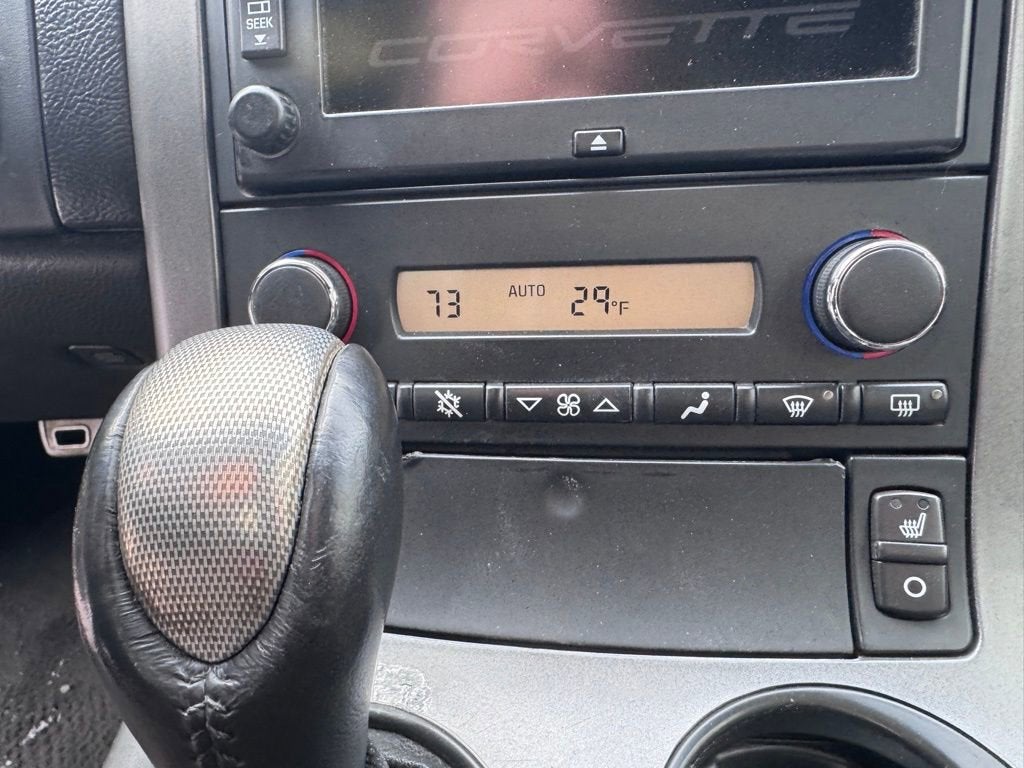 SEEK
CORVETTE
73 AUTO 29°F